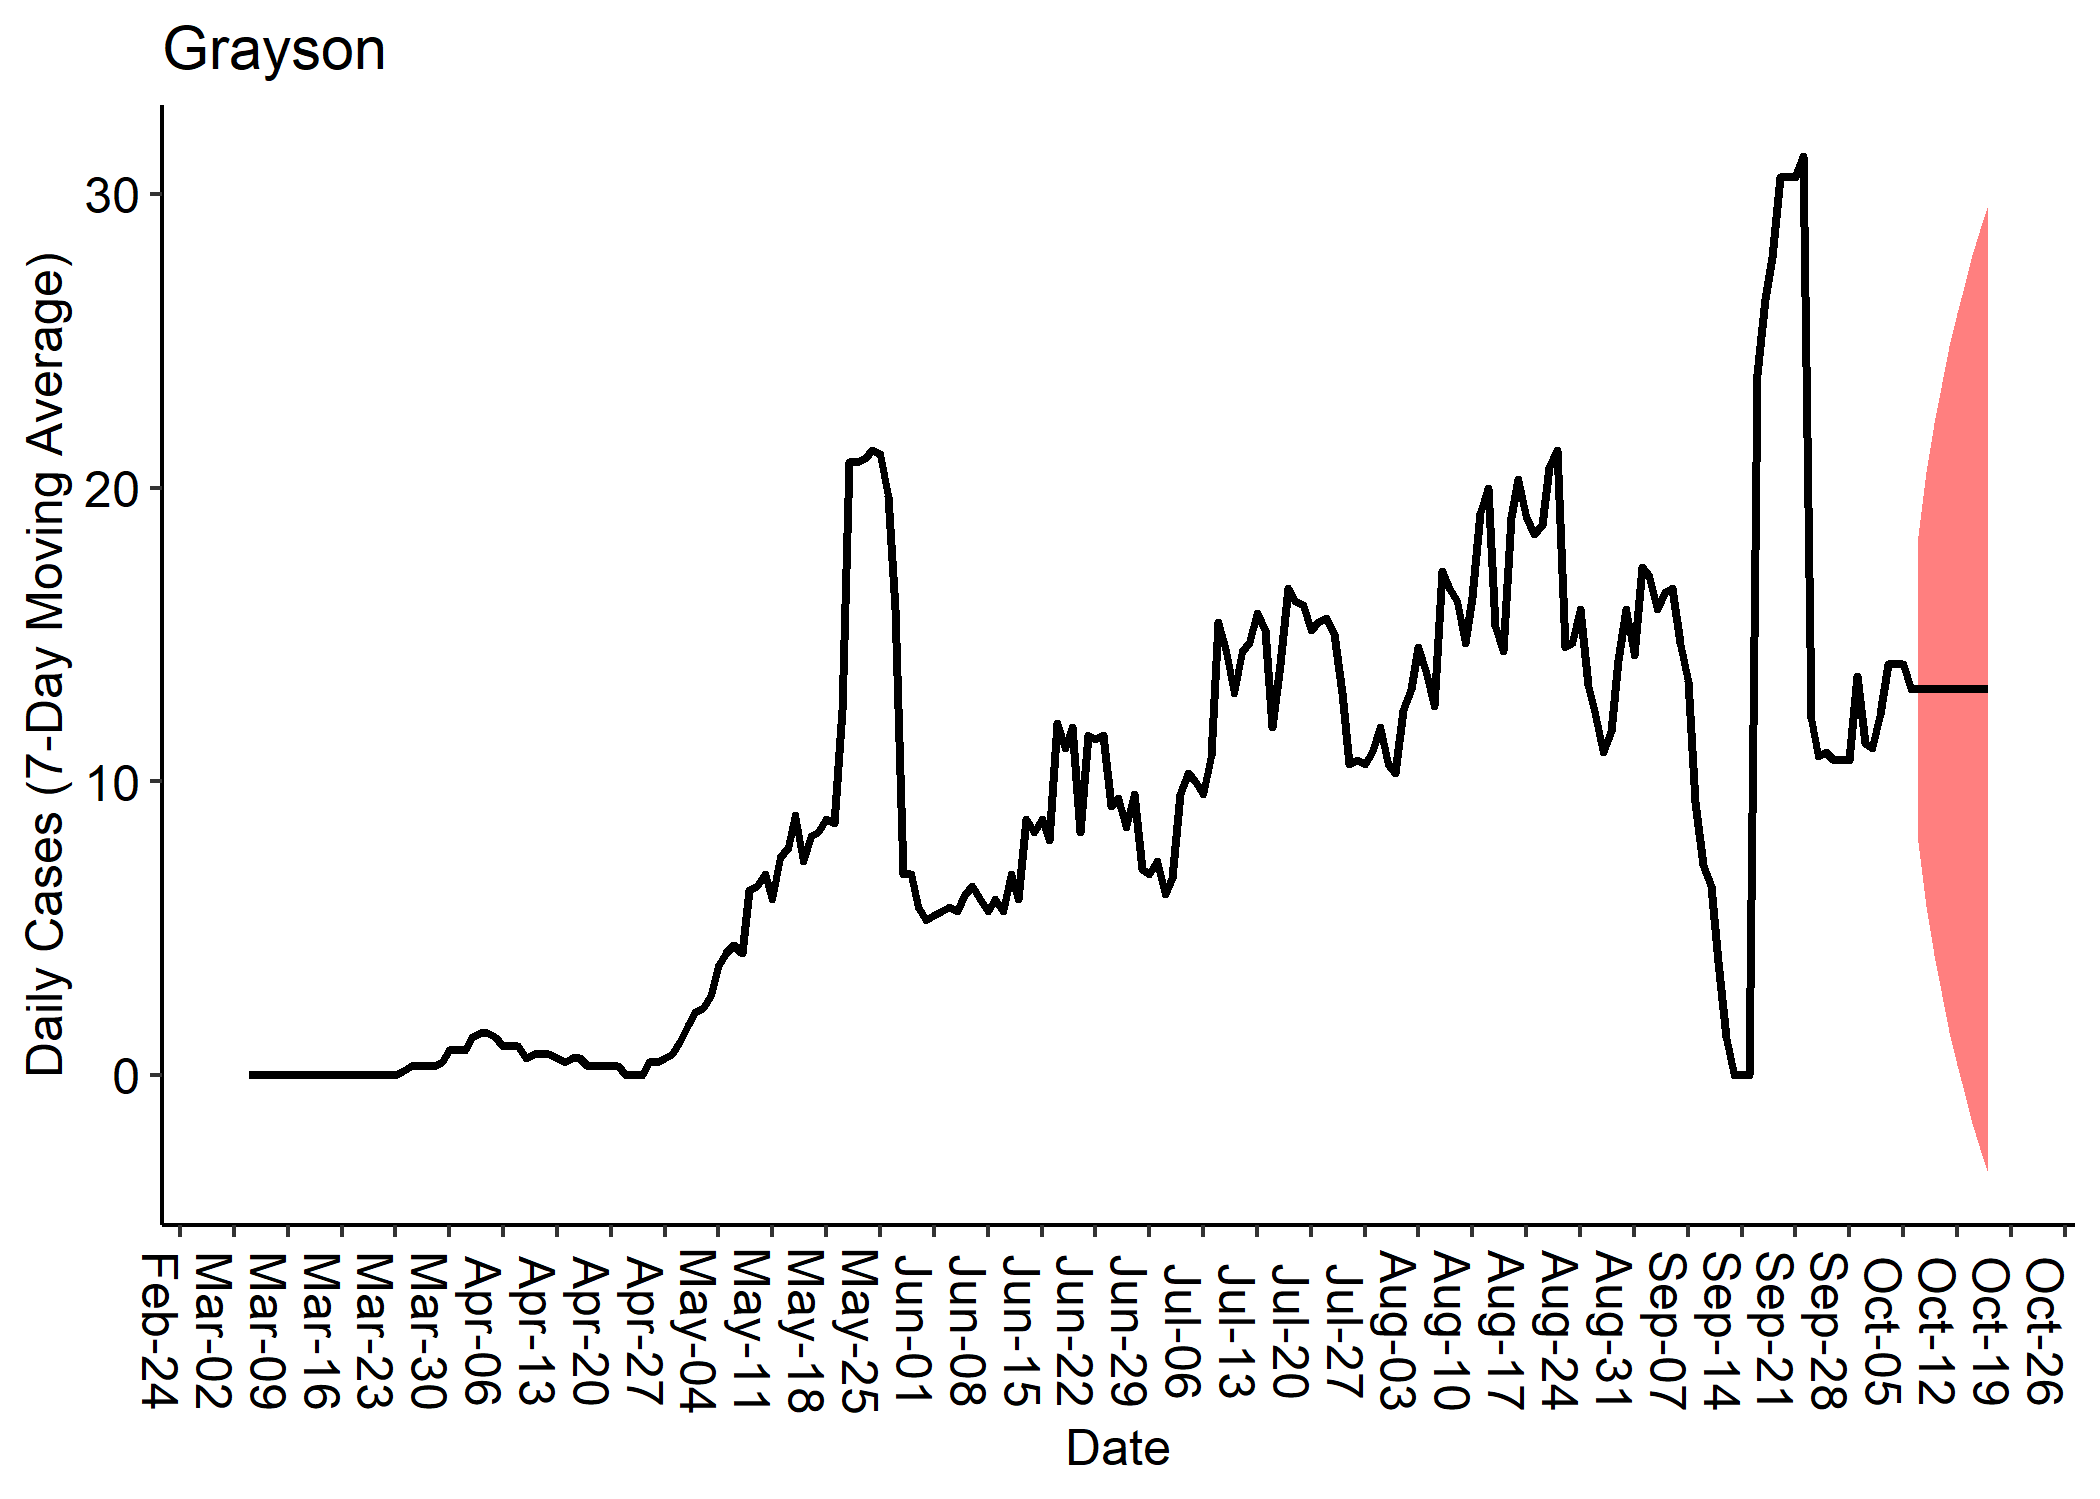 Grayson
Daily Cases (7-Day Moving Average)
30
20
10
0
Feb-24
Mar-02
Mar-09
Mar-16
Mar-23
Mar-30
Apr-06
Apr-13
Apr-20
Apr-27
May-04
May-11
May-18
May-25
Jun-01
Jun-08
Jun-15
Jun-22
Jun-29
Jul-06
Jul-13
Jul-20
Jul-27
Aug-03
Aug-10
Aug-17
Aug-24
Aug-31
Sep-07
Sep-14
Sep-21
Sep-28
Oct-05
Oct-12
Oct-19
Oct-26
Date